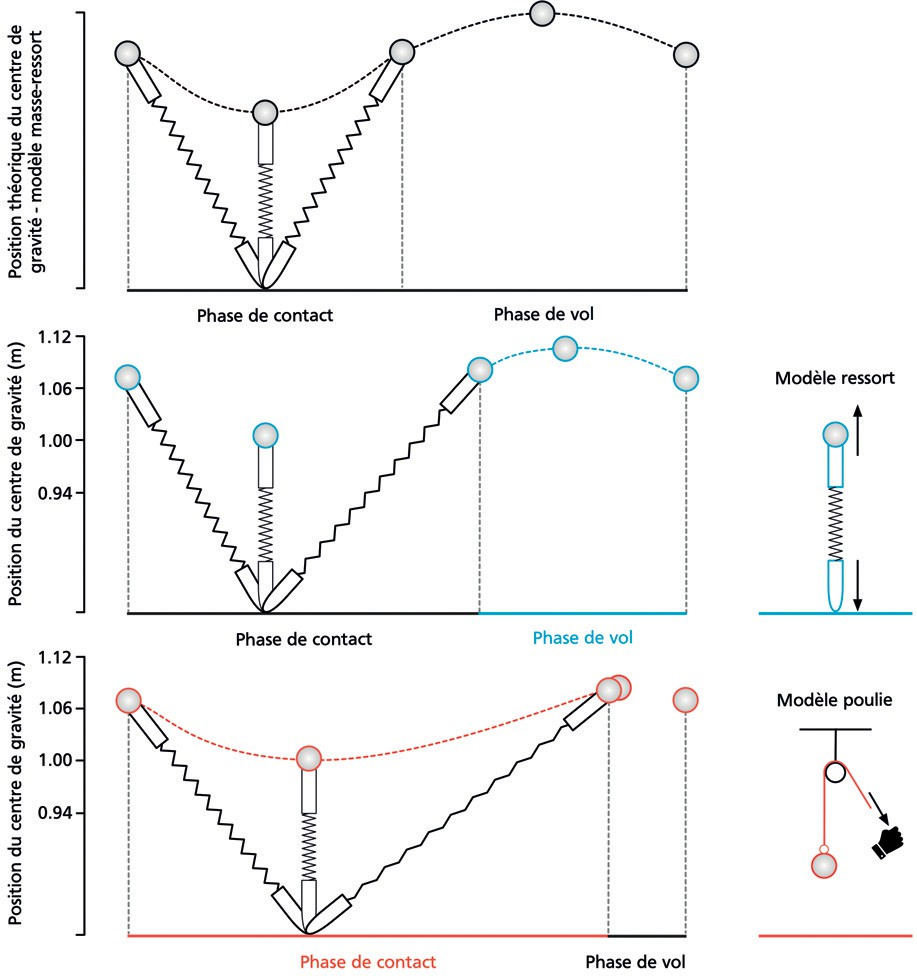 Position théorique du centre de
gravité - modèle masse-ressort
Phase de contact
Phase de vol
Position du centre de gravité (m)
1.12
1.06
1.00
0.94
Modèle ressort
Phase de contact
Phase de vol
Position du centre de gravité (m)
1.12
1.06
1.00
0.94
Modèle poulie
Phase de contact
Phase de vol